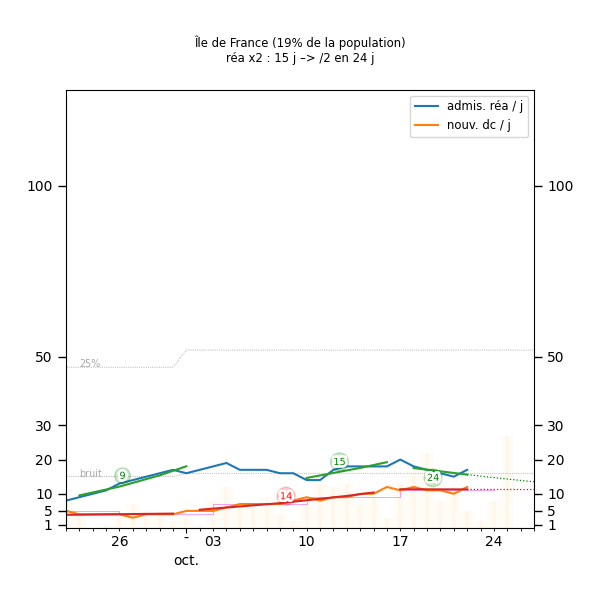 Île de France (19% de la population)
réa x2 : 15 j –> /2 en 24 j
admis. réa / j
nouv. dc / j
100 100
50 50
25%
30 30
20 20
15
bruit 9 24
14
10 10
5 5
1 1
26 - 03 10 17 24
oct.